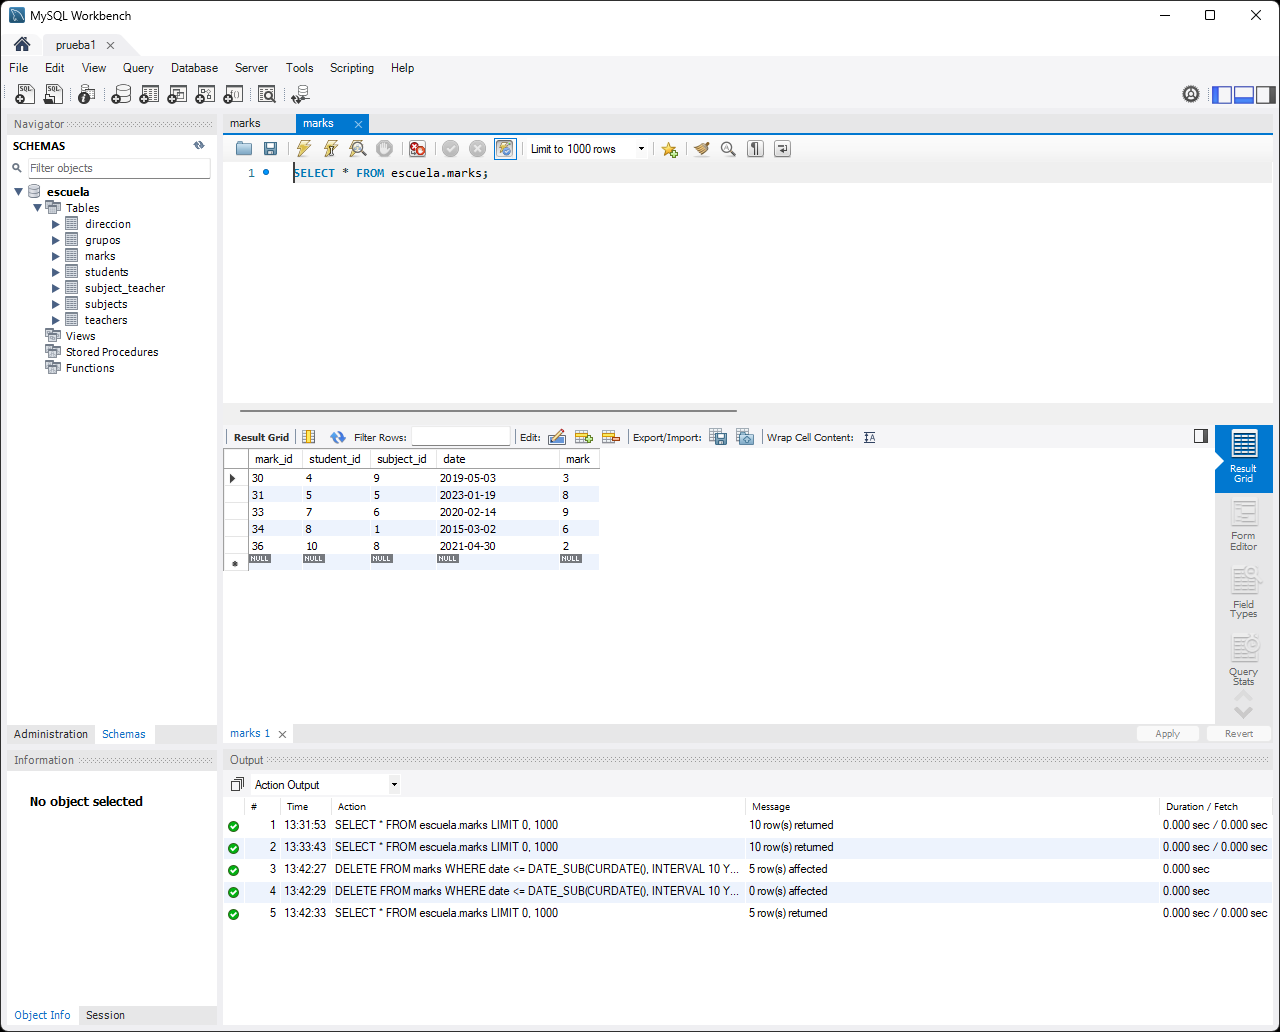 MySQL Workbench
prueba1
File Edit View Query Database Server Tools Scripting Help
Navigator
SCHEMAS
Filter objects
escuela
Tables
direccion
grupos
marks
students
subject_teacher
subjects
teachers
Views
Stored Procedures
Functions
Administration Schemas
Information
No object selected
Object Info Session
marks marks
Limit to 1000 rows
1 SELECT * FROM escuela.marks;
Result Grid Filter Rows: Edit: Export/Import: Wrap Cell Content:
mark_id student_id subject_id date mark
30 4 9 2019-05-03 3
31 5 5 2023-01-19 8
33 7 6 2020-02-14 9
34 8 1 2015-03-02 6
36 10 8 2021-04-30 2
NULL NULL NULL NULL NULL
Result
Grid
Form
Editor
Field
Types
Query
Stats
marks 1 Apply Revert
Output
Action Output
# Time Action Message Duration / Fetch
1 13:31:53 SELECT * FROM escuela.marks LIMIT 0, 1000 10 row(s) returned 0.000 sec / 0.000 sec
2 13:33:43 SELECT * FROM escuela.marks LIMIT 0, 1000 10 row(s) returned 0.000 sec / 0.000 sec
3 13:42:27 DELETE FROM marks WHERE date <= DATE_SUB(CURDATE(), INTERVAL 10 Y... 5 row(s) affected 0.000 sec
4 13:42:29 DELETE FROM marks WHERE date <= DATE_SUB(CURDATE(), INTERVAL 10 Y... 0 row(s) affected 0.000 sec
5 13:42:33 SELECT * FROM escuela.marks LIMIT 0, 1000 5 row(s) returned 0.000 sec / 0.000 sec